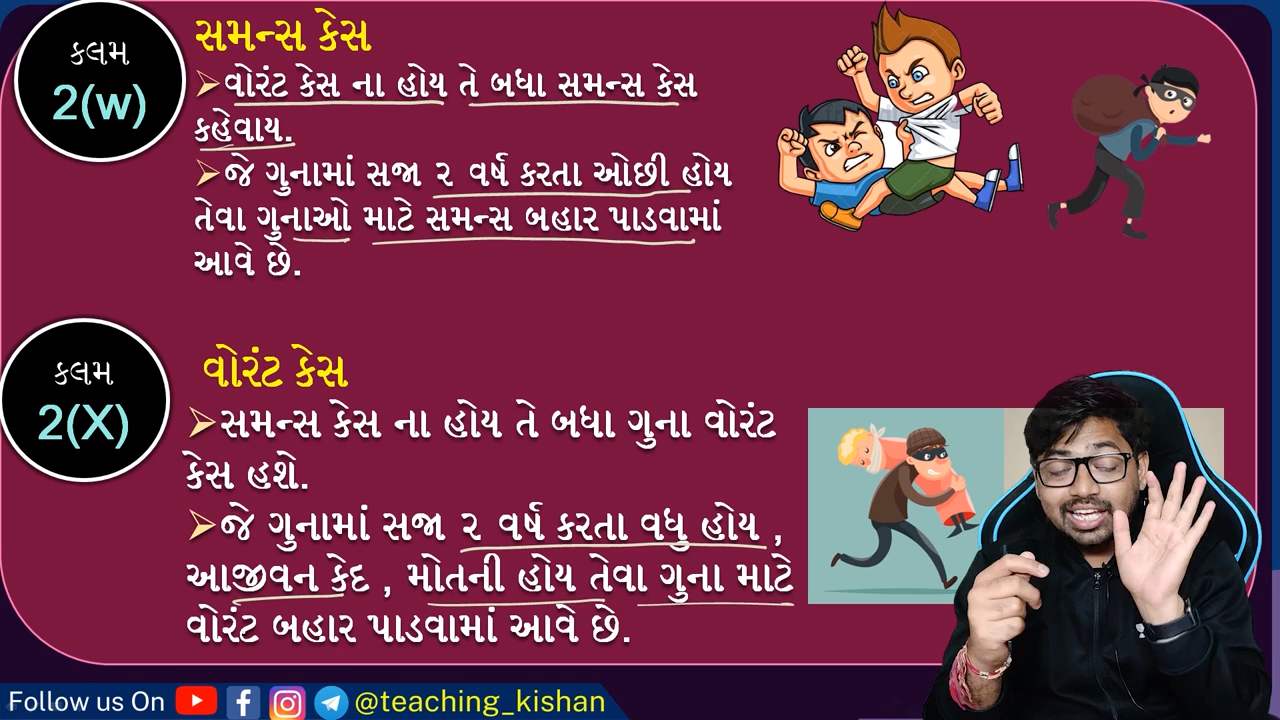 કલમ
2(w)
સમન્સ કેસ
➢વોરંટ કેસ ના હોય તે બધા સમન્સ કેસ
કહેવાય.
➢જે ગુનામાં સજા ૨ વર્ષ કરતા ઓછી હોય
તેવા ગુનાઓ માટે સમન્સ બહાર પાડવામાં
આવે છે.
કલમ
2(X)
વોરંટ કેસ
➢સમન્સ કેસ ના હોય તે બધા ગુના વોરંટ
કેસ હશે.
➢જે ગુનામાં સજા ૨ વર્ષ કરતા વધુ હોય ,
આજીવન કેદ , મોતની હોય તેવા ગુના માટે
વોરંટ બહાર પાડવામાં આવે છે.
Follow us On @teaching_kishan